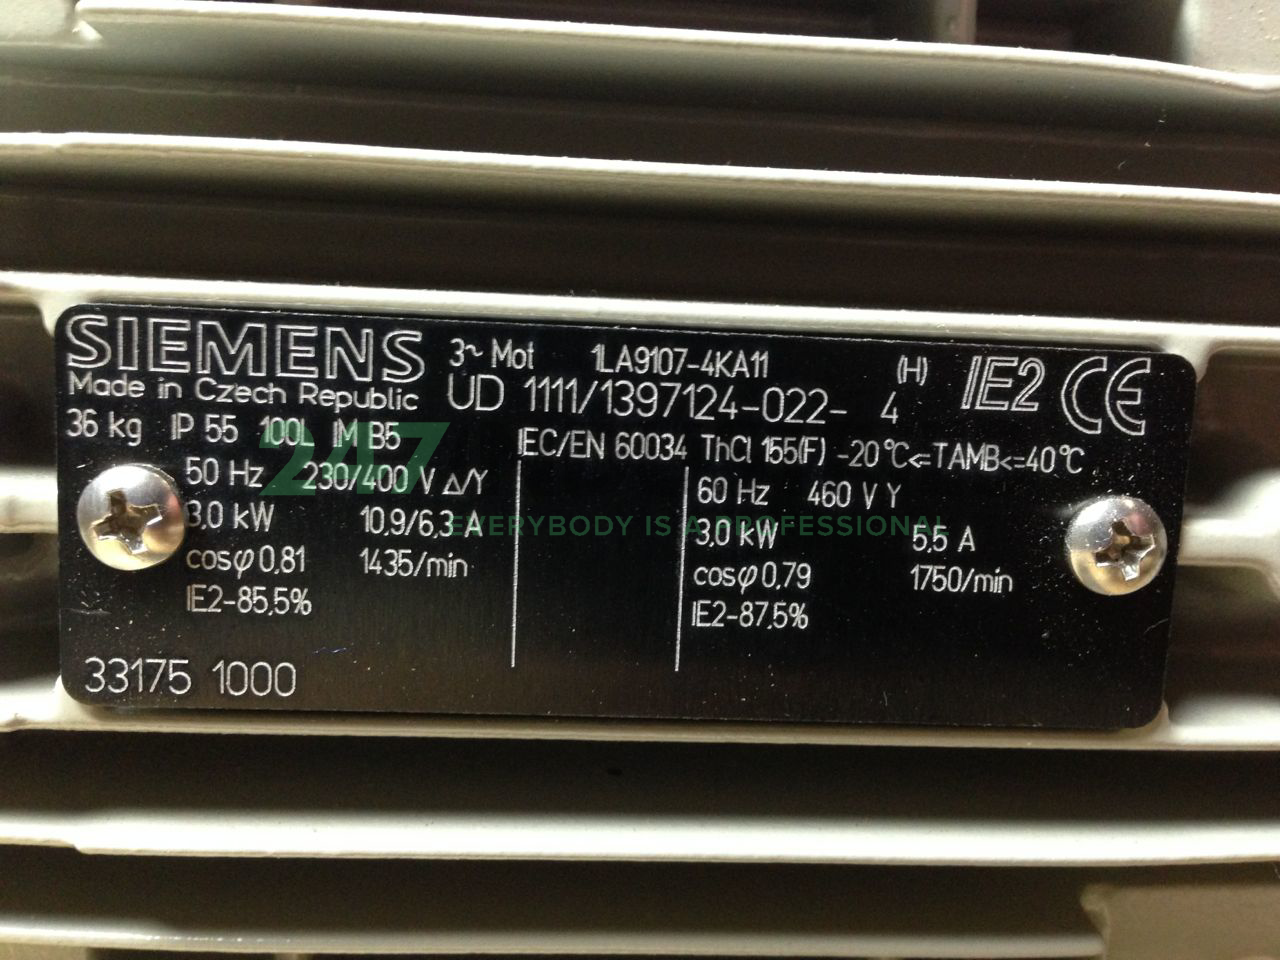 SIEMENS 3~ Mot 1LA9107-4KA11 (H) IE2 CE
Made in Czech Republic UD 1111/1397124-022- 4
36 kg IP 55 100L IM B5 IEC/EN 60034 ThCl 155(F) -20°C<=TAMB<=40°C
50 Hz 230/400 V Δ/Y
3,0 kW 10.9/6,3 A
cosφ 0,81 1435/min
IE2-85,5%
60 Hz 460 V Y
3,0 kW 5,5 A
cosφ 0,79 1750/min
IE2-87,5%
33175 1000
247
EVERYBODY IS A PROFESSIONAL